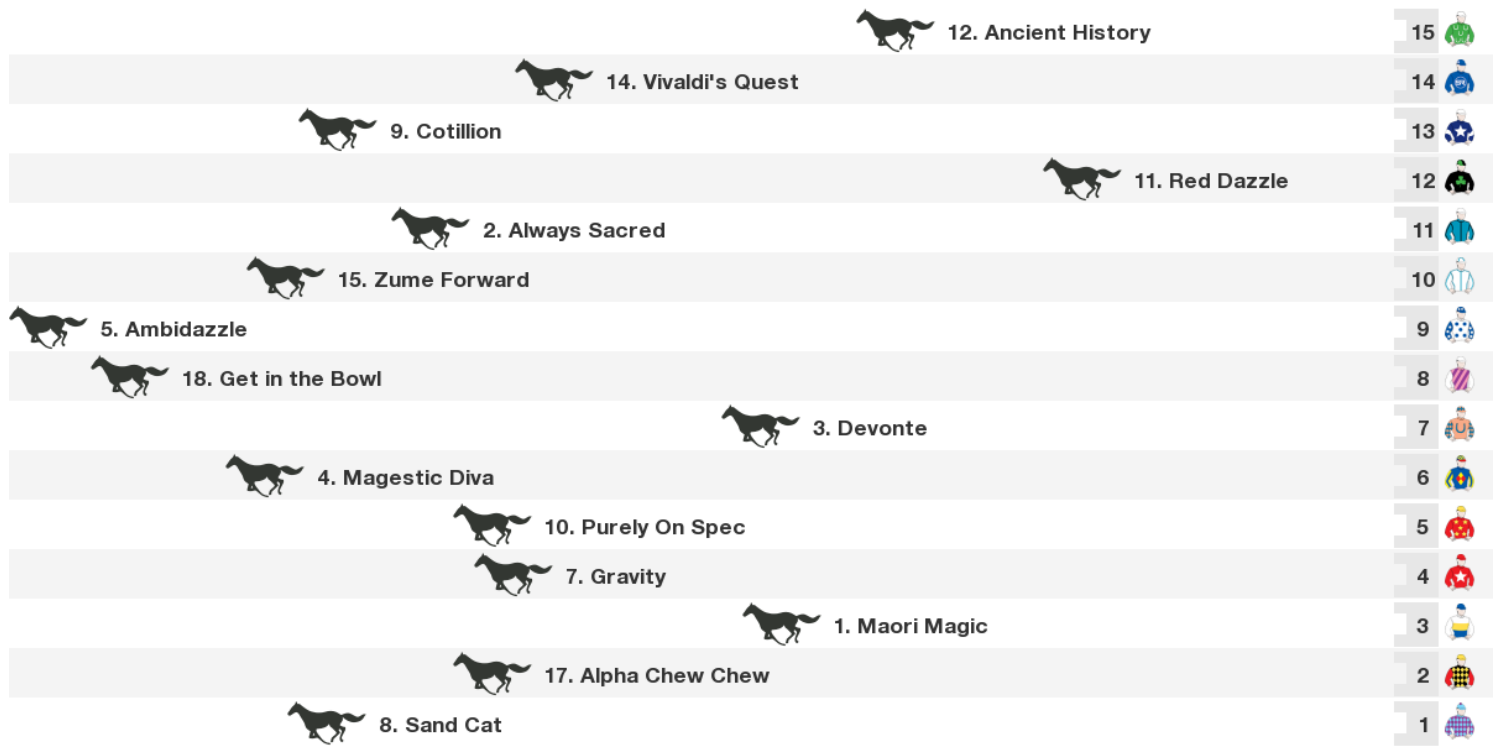 12. Ancient History 15
14. Vivaldi's Quest 14
9. Cotillion 13
11. Red Dazzle 12
2. Always Sacred 11
15. Zume Forward 10
5. Ambidazzle 9
18. Get in the Bowl 8
3. Devonte 7
4. Magestic Diva 6
10. Purely On Spec 5
7. Gravity 4
1. Maori Magic 3
17. Alpha Chew Chew 2
8. Sand Cat 1